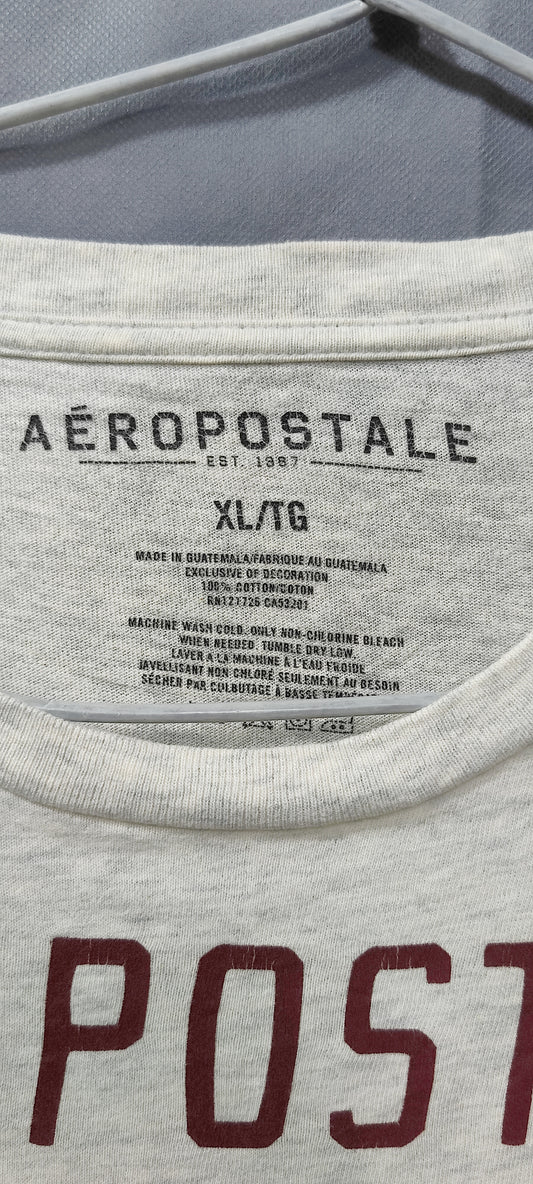 AÉROPOSTALE
EST. 1987
XL/TG
MADE IN GUATEMALA/FABRIQUE AU GUATEMALA
EXCLUSIVE OF DECORATION
100% COTTON/COTON
RN127726 CA53201
MACHINE WASH COLD. ONLY NON-CHLORINE BLEACH
WHEN NEEDED. TUMBLE DRY LOW.
LAVER A LA MACHINE À L'EAU FROIDE
JAVELLISANT NON CHLORÉ SEULEMENT AU BESOIN
SÉCHER PAR CULBUTAGE À BASSE
POST